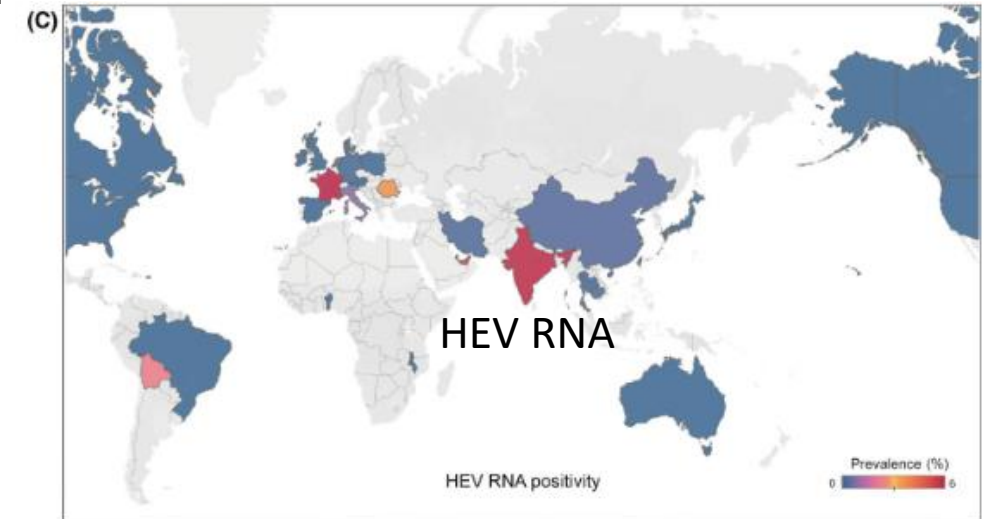 (C)
HEV RNA
HEV RNA positivity
Prevalence (%)
0 6